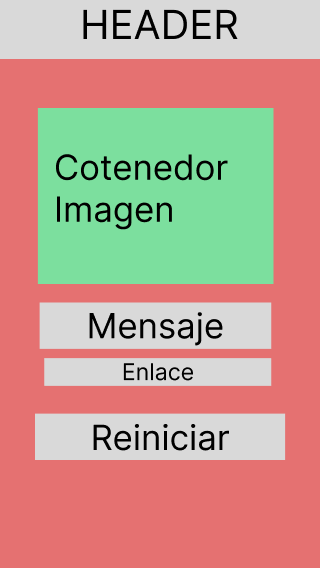 HEADER
Cotenedor
Imagen
Mensaje
Enlace
Reiniciar